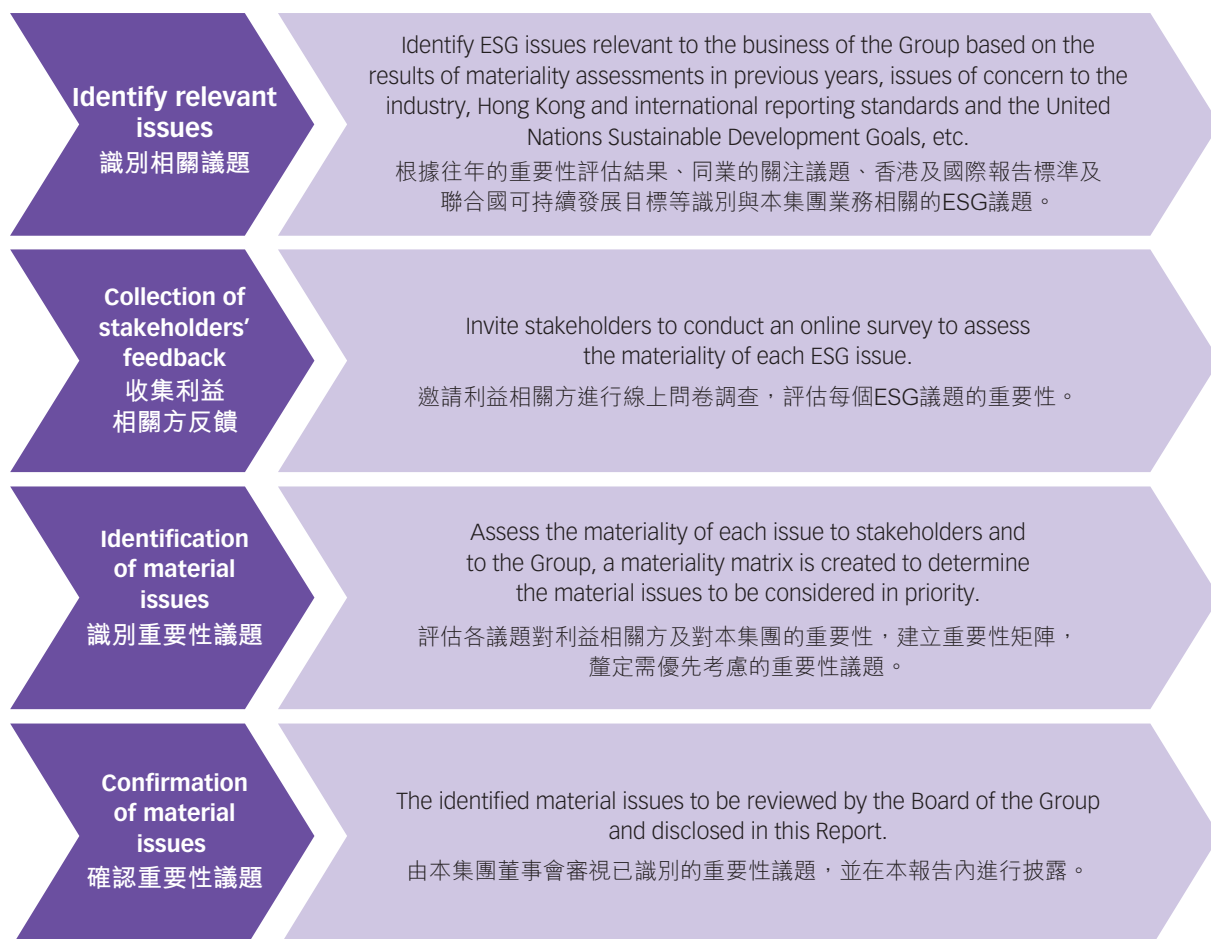 Identify relevant
issues
識別相關議題
Identify ESG issues relevant to the business of the Group based on the
results of materiality assessments in previous years, issues of concern to the
industry, Hong Kong and international reporting standards and the United
Nations Sustainable Development Goals, etc.
根據往年的重要性評估結果、同業的關注議題、香港及國際報告標準及
聯合國可持續發展目標等識別與本集團業務相關的ESG議題。
Collection of
stakeholders’
feedback
收集利益
相關方反饋
Invite stakeholders to conduct an online survey to assess
the materiality of each ESG issue.
邀請利益相關方進行線上問卷調查，評估每個ESG議題的重要性。
Identification
of material
issues
識別重要性議題
Assess the materiality of each issue to stakeholders and
to the Group, a materiality matrix is created to determine
the material issues to be considered in priority.
評估各議題對利益相關方及對本集團的重要性，建立重要性矩陣，
釐定需優先考慮的重要性議題。
Confirmation
of material
issues
確認重要性議題
The identified material issues to be reviewed by the Board of the Group
and disclosed in this Report.
由本集團董事會審視已識別的重要性議題，並在本報告內進行披露。